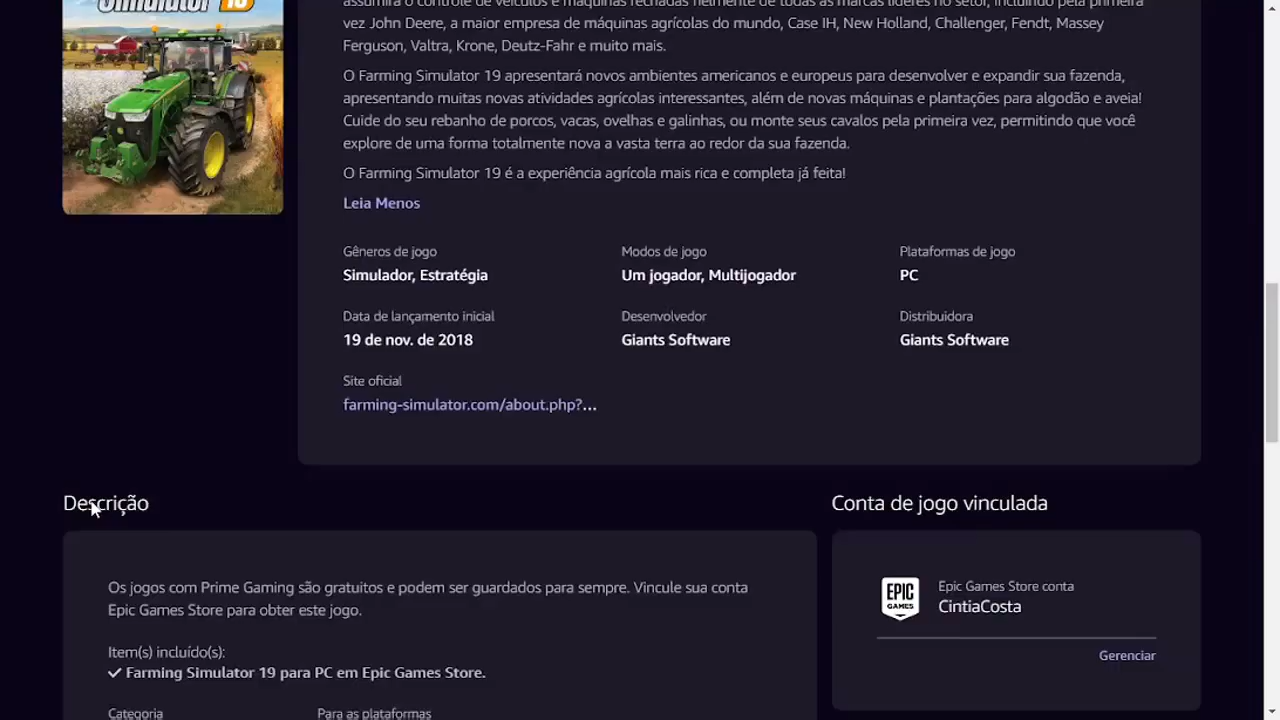 Simulator 19
assumirá o controle de veículos e máquinas recriadas fielmente de todas as marcas líderes no setor, incluindo pela primeira
vez John Deere, a maior empresa de máquinas agrícolas do mundo, Case IH, New Holland, Challenger, Fendt, Massey
Ferguson, Valtra, Krone, Deutz-Fahr e muito mais.
O Farming Simulator 19 apresentará novos ambientes americanos e europeus para desenvolver e expandir sua fazenda,
apresentando muitas novas atividades agrícolas interessantes, além de novas máquinas e plantações para algodão e aveia!
Cuide do seu rebanho de porcos, vacas, ovelhas e galinhas, ou monte seus cavalos pela primeira vez, permitindo que você
explore de uma forma totalmente nova a vasta terra ao redor da sua fazenda.
O Farming Simulator 19 é a experiência agrícola mais rica e completa já feita!
Leia Menos
Gêneros de jogo
Simulador, Estratégia
Modos de jogo
Um jogador, Multijogador
Plataformas de jogo
PC
Data de lançamento inicial
19 de nov. de 2018
Desenvolvedor
Giants Software
Distribuidora
Giants Software
Site oficial
farming-simulator.com/about.php?...
Descrição
Os jogos com Prime Gaming são gratuitos e podem ser guardados para sempre. Vincule sua conta
Epic Games Store para obter este jogo.
Item(s) incluído(s):
✓ Farming Simulator 19 para PC em Epic Games Store.
Categoria
Para as plataformas
Conta de jogo vinculada
EPIC
GAMES
Epic Games Store conta
CintiaCosta
Gerenciar